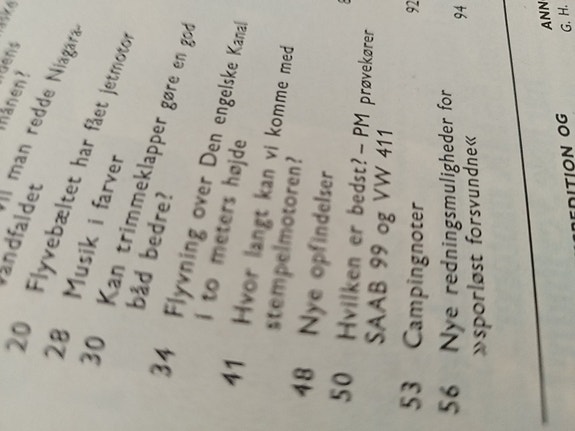 månen?
man redde Niagara-
vandfaldet
20 Flyvebæltet har fået jetmotor
28 Musik i farver
30 Kan trimmeklapper gøre en god
båd bedre?
34 Flyvning over Den engelske Kanal
i to meters højde
41 Hvor langt kan vi komme med
stempelmotoren?
48 Nye opfindelser
50 Hvilken er bedst? – PM prøvekører
SAAB 99 og VW 411
53 Campingnoter
56 Nye redningsmuligheder for
»sporløst forsvundne«
92
94
ANN
G. H.
PEDITION OG